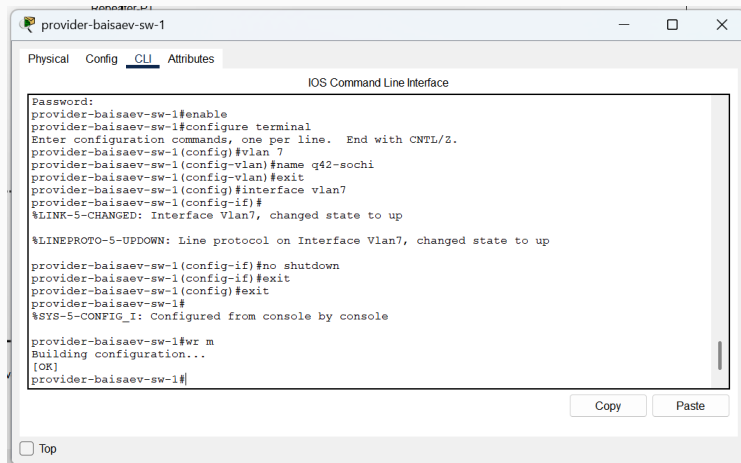 Repeater-PT
provider-baisaev-sw-1
Physical Config CLI Attributes
IOS Command Line Interface
Password:
provider-baisaev-sw-1#enable
provider-baisaev-sw-1#configure terminal
Enter configuration commands, one per line.  End with CNTL/Z.
provider-baisaev-sw-1(config)#vlan 7
provider-baisaev-sw-1(config-vlan)#name q42-sochi
provider-baisaev-sw-1(config-vlan)#exit
provider-baisaev-sw-1(config)#interface vlan7
provider-baisaev-sw-1(config-if)#
%LINK-5-CHANGED: Interface Vlan7, changed state to up
%LINEPROTO-5-UPDOWN: Line protocol on Interface Vlan7, changed state to up
provider-baisaev-sw-1(config-if)#no shutdown
provider-baisaev-sw-1(config-if)#exit
provider-baisaev-sw-1(config)#exit
provider-baisaev-sw-1#
%SYS-5-CONFIG_I: Configured from console by console
provider-baisaev-sw-1#wr m
Building configuration...
[OK]
provider-baisaev-sw-1#
Copy Paste
Top